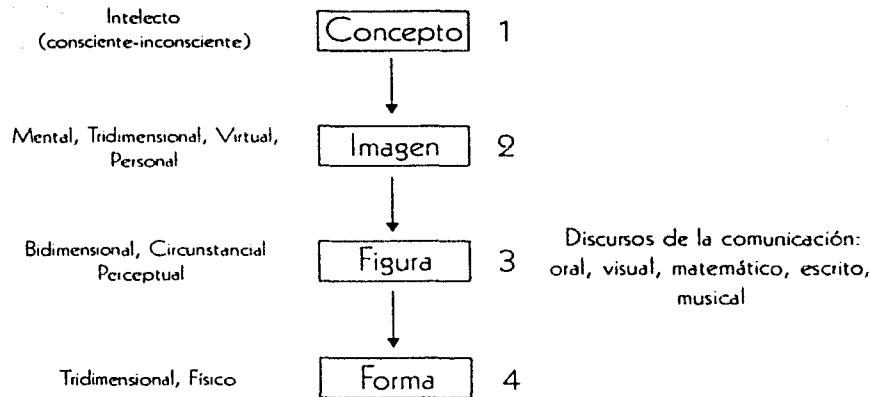 Intelecto
(consciente-inconsciente)
Concepto 1
Mental, Tridimensional, Virtual,
Personal
Imagen 2
Bidimensional, Circunstancial
Perceptual
Figura 3
Discursos de la comunicación:
oral, visual, matemático, escrito,
musical
Tridimensional, Físico
Forma 4